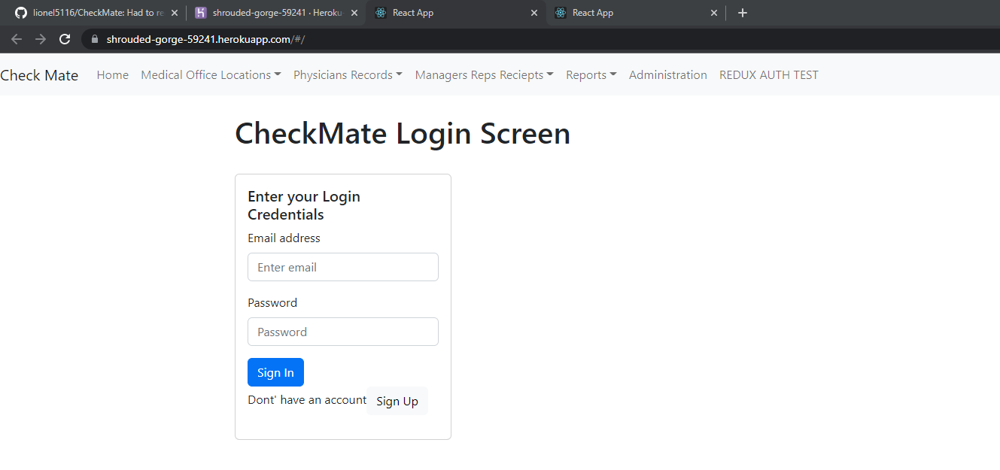 lionel5116/CheckMate: Had to re
shrouded-gorge-59241 · Heroku
React App
React App
shrouded-gorge-59241.herokuapp.com/#/
Check Mate Home Medical Office Locations Physicians Records Managers Reps Reciepts Reports Administration REDUX AUTH TEST
CheckMate Login Screen
Enter your Login
Credentials
Email address
Enter email
Password
Password
Sign In
Dont' have an account Sign Up